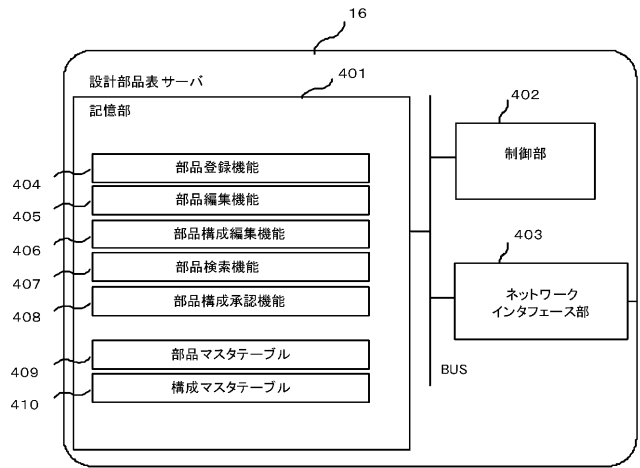 16
設計部品表サーバ
401
記憶部
402
制御部
404
部品登録機能
405
部品編集機能
406
部品構成編集機能
403
407
部品検索機能
ネットワーク
インタフェース部
408
部品構成承認機能
409
部品マスタテーブル
BUS
410
構成マスタテーブル